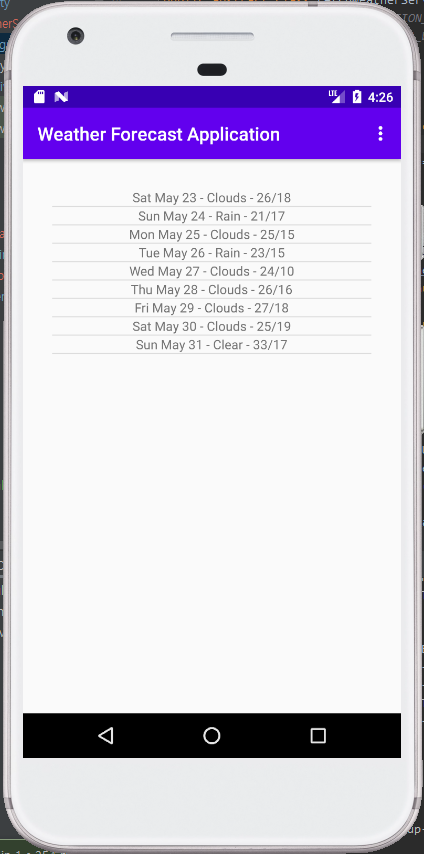 4:26
Weather Forecast Application
Sat May 23 - Clouds - 26/18
Sun May 24 - Rain - 21/17
Mon May 25 - Clouds - 25/15
Tue May 26 - Rain - 23/15
Wed May 27 - Clouds - 24/10
Thu May 28 - Clouds - 26/16
Fri May 29 - Clouds - 27/18
Sat May 30 - Clouds - 25/19
Sun May 31 - Clear - 33/17